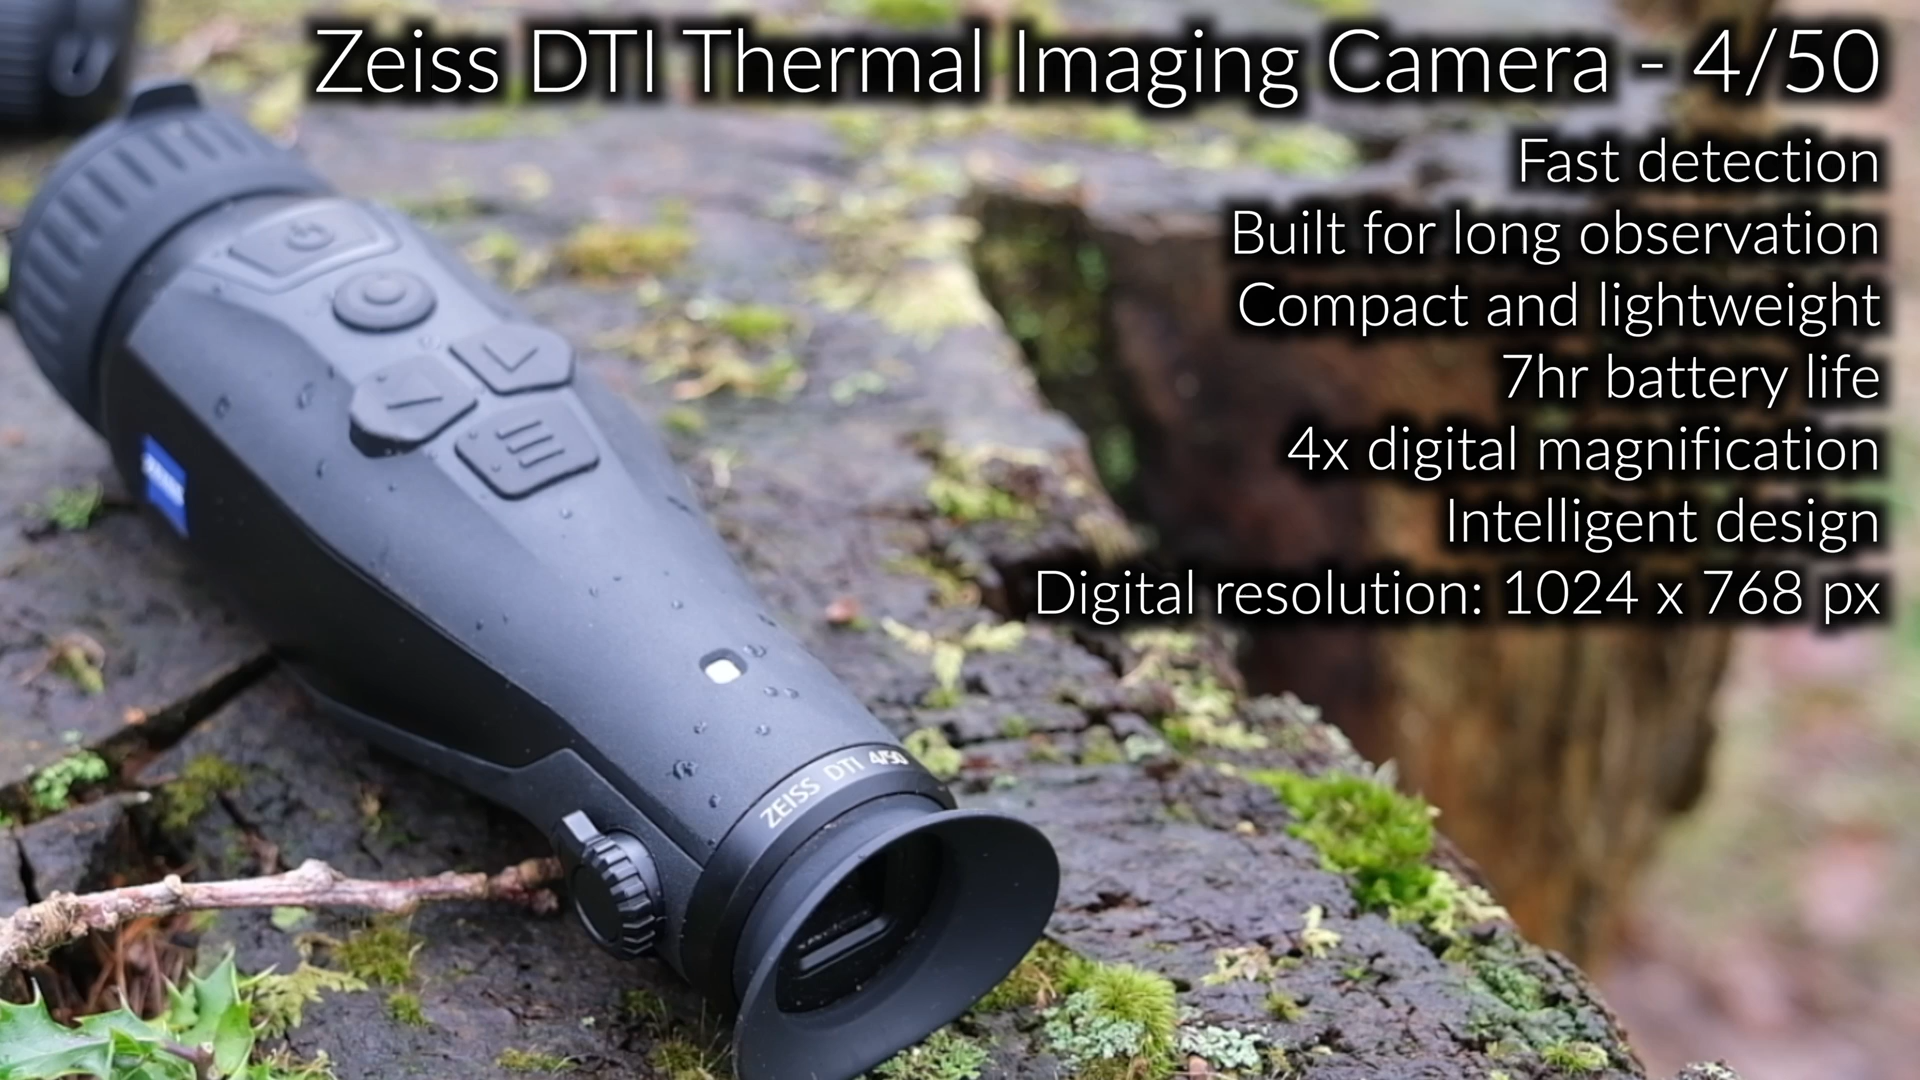 Zeiss DTI Thermal Imaging Camera - 4/50
Fast detection
Built for long observation
Compact and lightweight
7hr battery life
4x digital magnification
Intelligent design
Digital resolution: 1024 x 768 px
ZEISS
ZEISS DTI 4/50